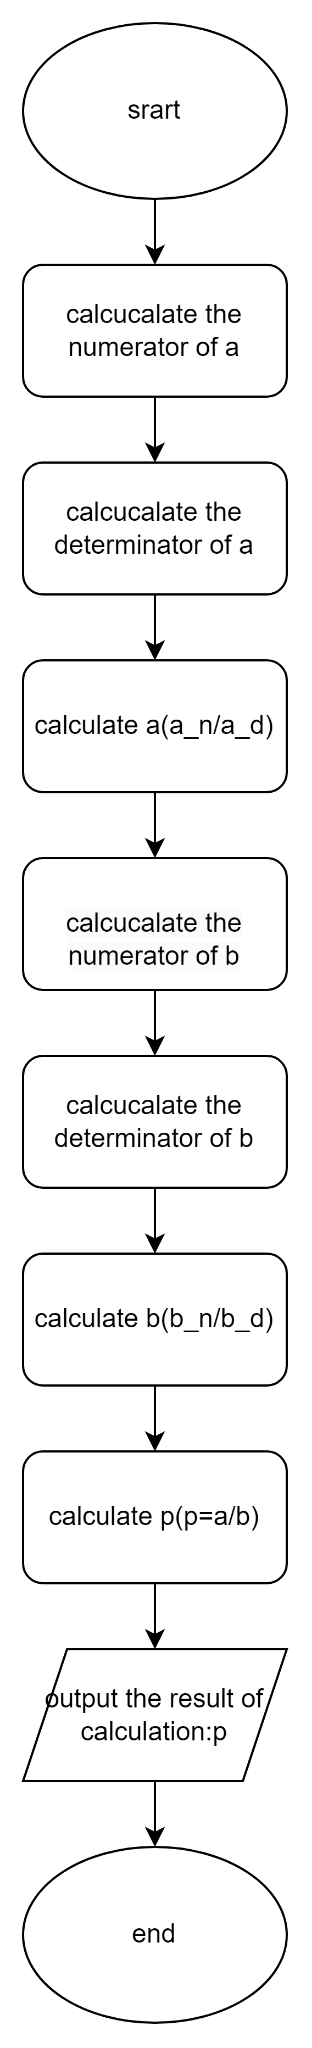 srart
calcucalate the
numerator of a
calcucalate the
determinator of a
calculate a(a_n/a_d)
calcucalate the
numerator of b
calcucalate the
determinator of b
calculate b(b_n/b_d)
calculate p(p=a/b)
output the result of
calculation:p
end